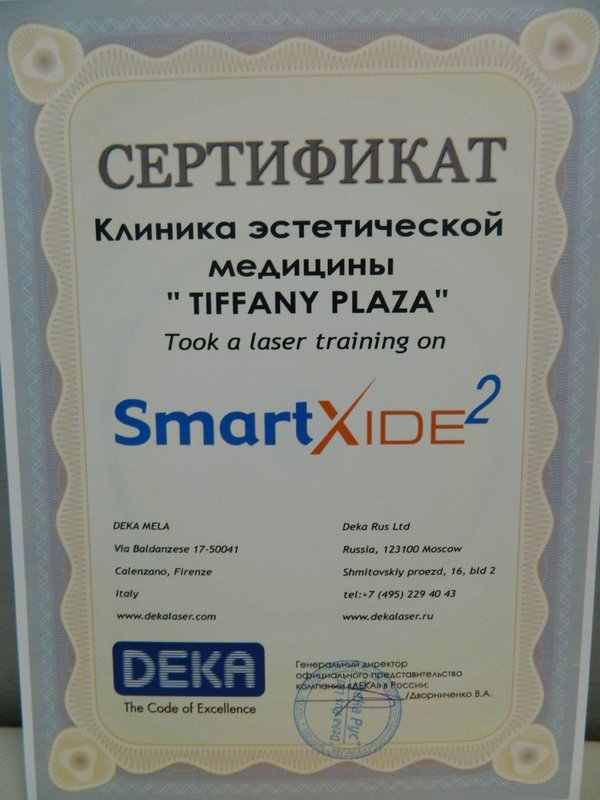 СЕРТИФИКАТ
Клиника эстетической
медицины
" TIFFANY PLAZA"
Took a laser training on
SmartXIDE2
DEKA MELA
Via Baldanzese 17-50041
Calenzano, Firenze
Italy
www.dekalaser.com
Deka Rus Ltd
Russia, 123100 Moscow
Shmitovskiy proezd, 16, bld 2
tel:+7 (495) 229 40 43
www.dekalaser.ru
DEKA
The Code of Excellence
Генеральный директор
официального представительства
компании «ДЕКА» в России:
/Дворниченко В.А.